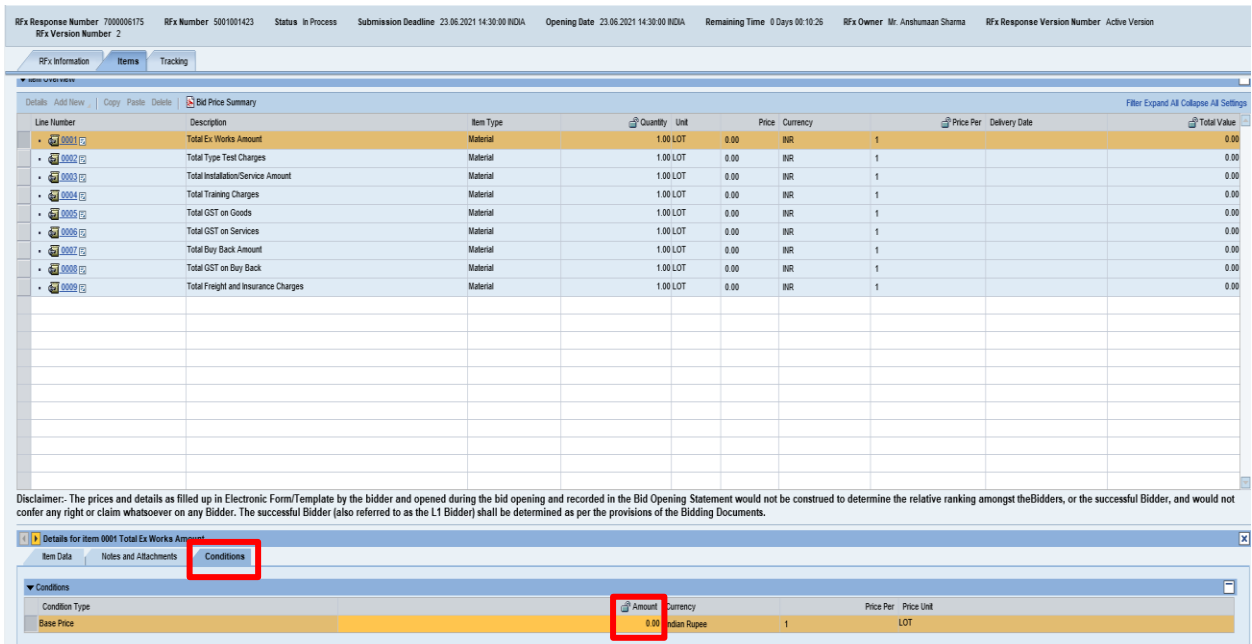 RFx Response Number 7000006175 RFx Number 5001001423 Status In Process Submission Deadline 23.06.2021 14:30:00 INDIA Opening Date 23.06.2021 14:30:00 INDIA Remaining Time 0 Days 00:10:26 RFx Owner Mr. Anshumaan Sharma RFx Response Version Number Active Version
RFx Version Number 2
RFx Information Items Tracking
Item Overview
Details Add New Copy Paste Delete Bid Price Summary Filter Expand All Collapse All Settings
Line Number Description Item Type Quantity Unit Price Currency Price Per Delivery Date Total Value
• 0001 Total Ex Works Amount Material 1.00 LOT 0.00 INR 1 0.00
• 0002 Total Type Test Charges Material 1.00 LOT 0.00 INR 1 0.00
• 0003 Total Installation/Service Amount Material 1.00 LOT 0.00 INR 1 0.00
• 0004 Total Training Charges Material 1.00 LOT 0.00 INR 1 0.00
• 0005 Total GST on Goods Material 1.00 LOT 0.00 INR 1 0.00
• 0006 Total GST on Services Material 1.00 LOT 0.00 INR 1 0.00
• 0007 Total Buy Back Amount Material 1.00 LOT 0.00 INR 1 0.00
• 0008 Total GST on Buy Back Material 1.00 LOT 0.00 INR 1 0.00
• 0009 Total Freight and Insurance Charges Material 1.00 LOT 0.00 INR 1 0.00
Disclaimer:- The prices and details as filled up in Electronic Form/Template by the bidder and opened during the bid opening and recorded in the Bid Opening Statement would not be construed to determine the relative ranking amongst theBidders, or the successful Bidder, and would not
confer any right or claim whatsoever on any Bidder. The successful Bidder (also referred to as the L1 Bidder) shall be determined as per the provisions of the Bidding Documents.
Details for item 0001 Total Ex Works Amount
Item Data Notes and Attachments Conditions
Conditions
Condition Type Amount Currency Price Per Price Unit
Base Price 0.00 Indian Rupee 1 LOT